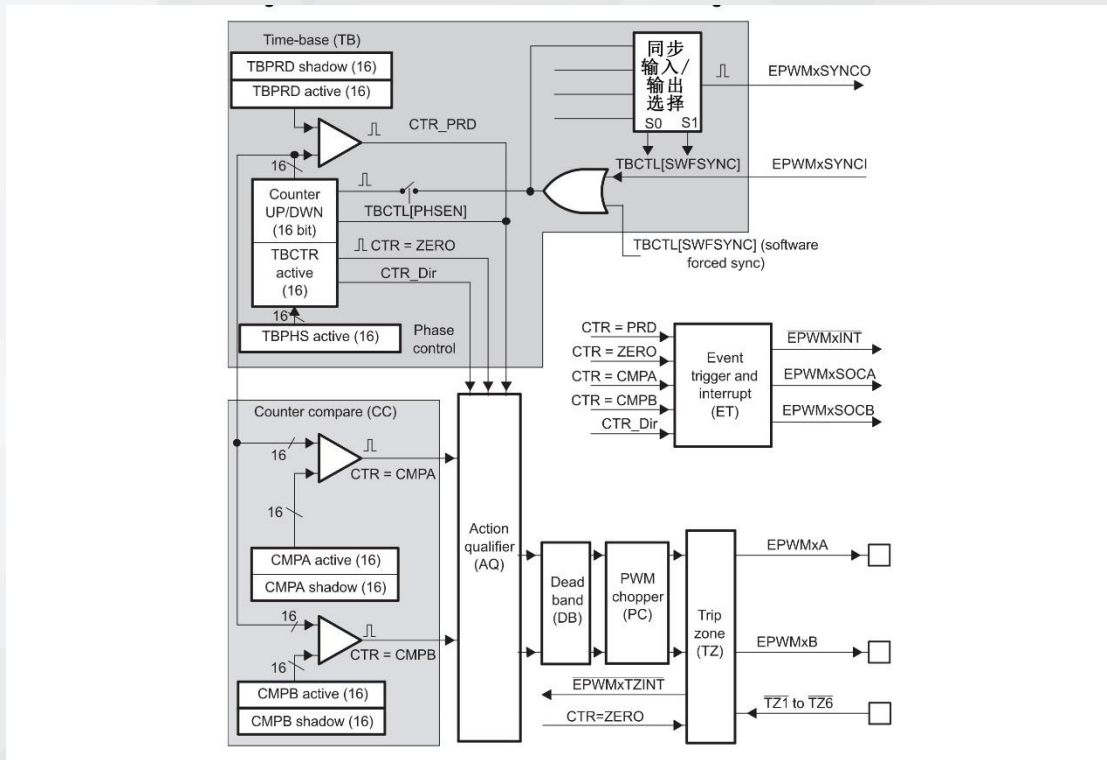 Time-base (TB)
TBPRD shadow (16)
TBPRD active (16)
CTR_PRD
16
Counter
UP/DWN
(16 bit)
TBCTR
active
(16)
TBCTL[PHSEN]
CTR = ZERO
CTR_Dir
16
TBPHS active (16)
Phase
control
同步
输入/
输出
选择
S0 S1
EPWMxSYNCO
TBCTL[SWFSYNC]
EPWMxSYNCI
TBCTL[SWFSYNC] (software
forced sync)
CTR = PRD
CTR = ZERO
CTR = CMPA
CTR = CMPB
CTR_Dir
Event
trigger and
interrupt
(ET)
EPWMxINT
EPWMxSOCA
EPWMxSOCB
Counter compare (CC)
16
CTR = CMPA
16
CMPA active (16)
CMPA shadow (16)
16
CTR = CMPB
16
CMPB active (16)
CMPB shadow (16)
Action
qualifier
(AQ)
Dead
band
(DB)
PWM
chopper
(PC)
Trip
zone
(TZ)
EPWMxA
EPWMxB
EPWMxTZINT
CTR=ZERO
TZ1 to TZ6